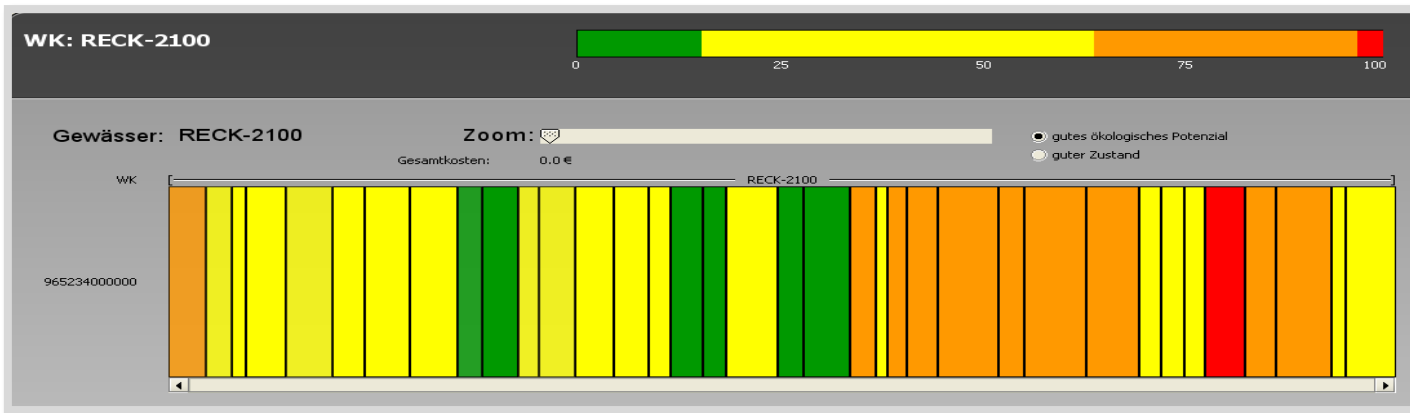 WK: RECK-2100
0 25 50 75 100
Gewässer: RECK-2100 Zoom: gutes ökologisches Potenzial
Gesamtkosten: 0.0 € guter Zustand
WK RECK-2100
965234000000